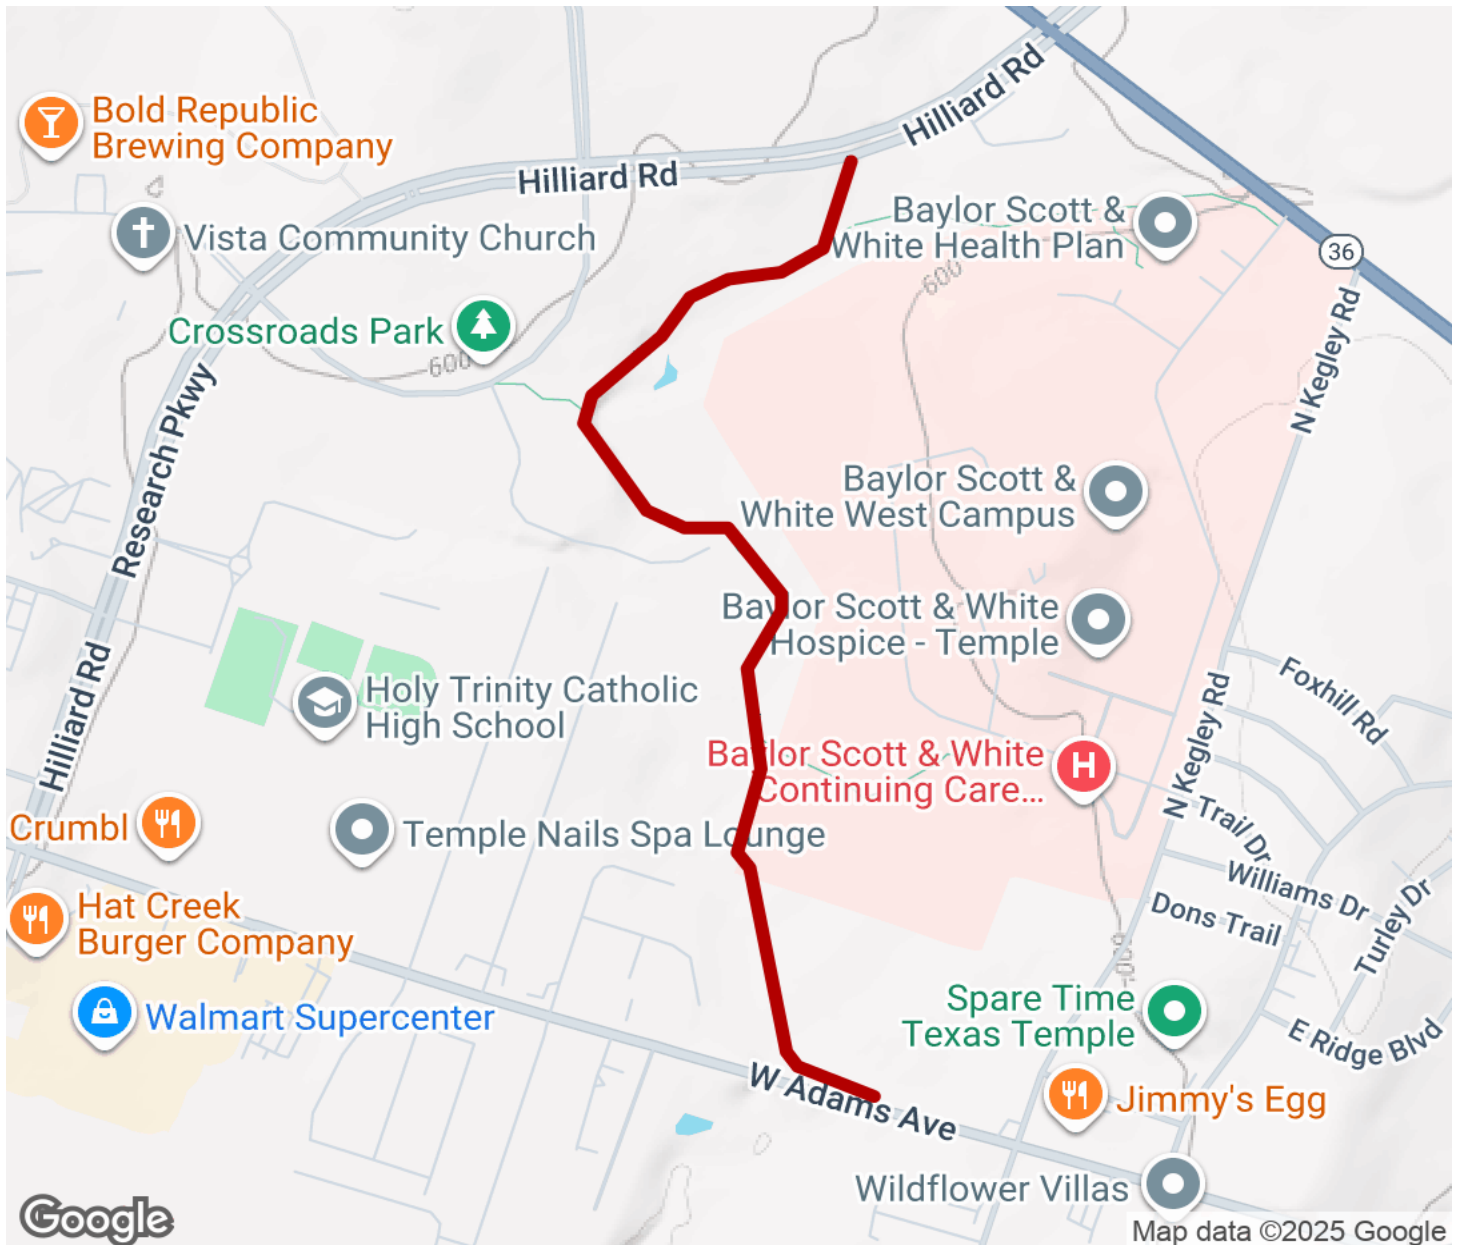 Hilliard Rd
Bold Republic
Brewing Company
Hilliard Rd
Baylor Scott &
White Health Plan
Vista Community Church
36
600
Crossroads Park
600
N Kegley Rd
Research Pkwy
Baylor Scott &
White West Campus
Baylor Scott & White
Hospice - Temple
Hilliard Rd
Holy Trinity Catholic
High School
Foxhill Rd
N Kegley Rd
Baylor Scott & White
Continuing Care...
H
Crumbl
Temple Nails Spa Lounge
Trail Dr
Williams Dr
Hat Creek
Burger Company
Dons Trail
Turley Dr
Walmart Supercenter
Spare Time
Texas Temple
E Ridge Blvd
W Adams Ave
Jimmy's Egg
Wildflower Villas
Google
Map data ©2025 Google